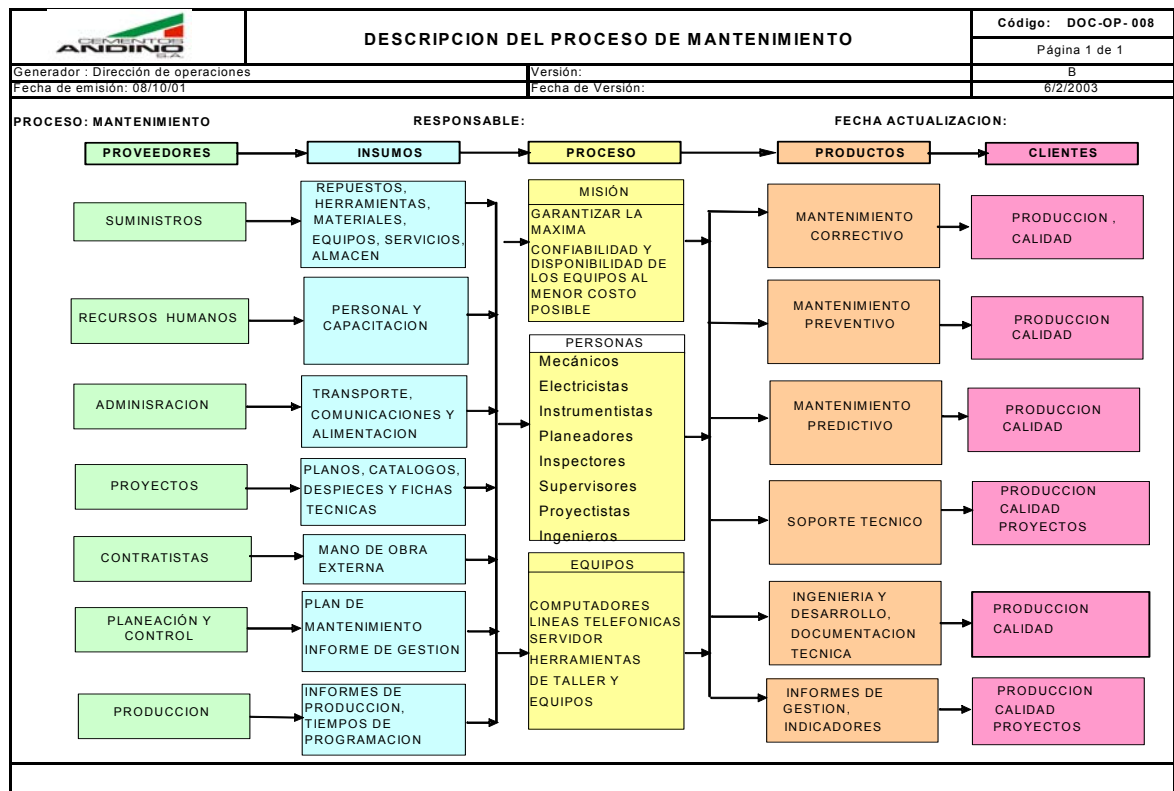 CEMENTOS
ANDINO
S.A.
DESCRIPCION DEL PROCESO DE MANTENIMIENTO
Código: DOC-OP- 008
Página 1 de 1
Generador : Dirección de operaciones
Versión:
B
Fecha de emisión: 08/10/01
Fecha de Versión:
6/2/2003
PROCESO: MANTENIMIENTO
RESPONSABLE:
FECHA ACTUALIZACION:
PROVEEDORES
INSUMOS
PROCESO
PRODUCTOS
CLIENTES
SUMINISTROS
RECURSOS HUMANOS
ADMINISRACION
PROYECTOS
CONTRATISTAS
PLANEACIÓN Y
CONTROL
PRODUCCION
REPUESTOS,
HERRAMIENTAS,
MATERIALES,
EQUIPOS, SERVICIOS,
ALMACEN
PERSONAL Y
CAPACITACION
TRANSPORTE,
COMUNICACIONES Y
ALIMENTACION
PLANOS, CATALOGOS,
DESPIECES Y FICHAS
TECNICAS
MANO DE OBRA
EXTERNA
PLAN DE
MANTENIMIENTO
INFORME DE GESTION
INFORMES DE
PRODUCCION,
TIEMPOS DE
PROGRAMACION
MISIÓN
GARANTIZAR LA
MAXIMA
CONFIABILIDAD Y
DISPONIBILIDAD DE
LOS EQUIPOS AL
MENOR COSTO
POSIBLE
PERSONAS
Mecánicos
Electricistas
Instrumentistas
Planeadores
Inspectores
Supervisores
Proyectistas
Ingenieros
EQUIPOS
COMPUTADORES
LINEAS TELEFONICAS
SERVIDOR
HERRAMIENTAS
DE TALLER Y
EQUIPOS
MANTENIMIENTO
CORRECTIVO
MANTENIMIENTO
PREVENTIVO
MANTENIMIENTO
PREDICTIVO
SOPORTE TECNICO
INGENIERIA Y
DESARROLLO,
DOCUMENTACION
TECNICA
INFORMES DE
GESTION,
INDICADORES
PRODUCCION ,
CALIDAD
PRODUCCION
CALIDAD
PRODUCCION
CALIDAD
PRODUCCION
CALIDAD
PROYECTOS
PRODUCCION
CALIDAD
PRODUCCION
CALIDAD
PROYECTOS